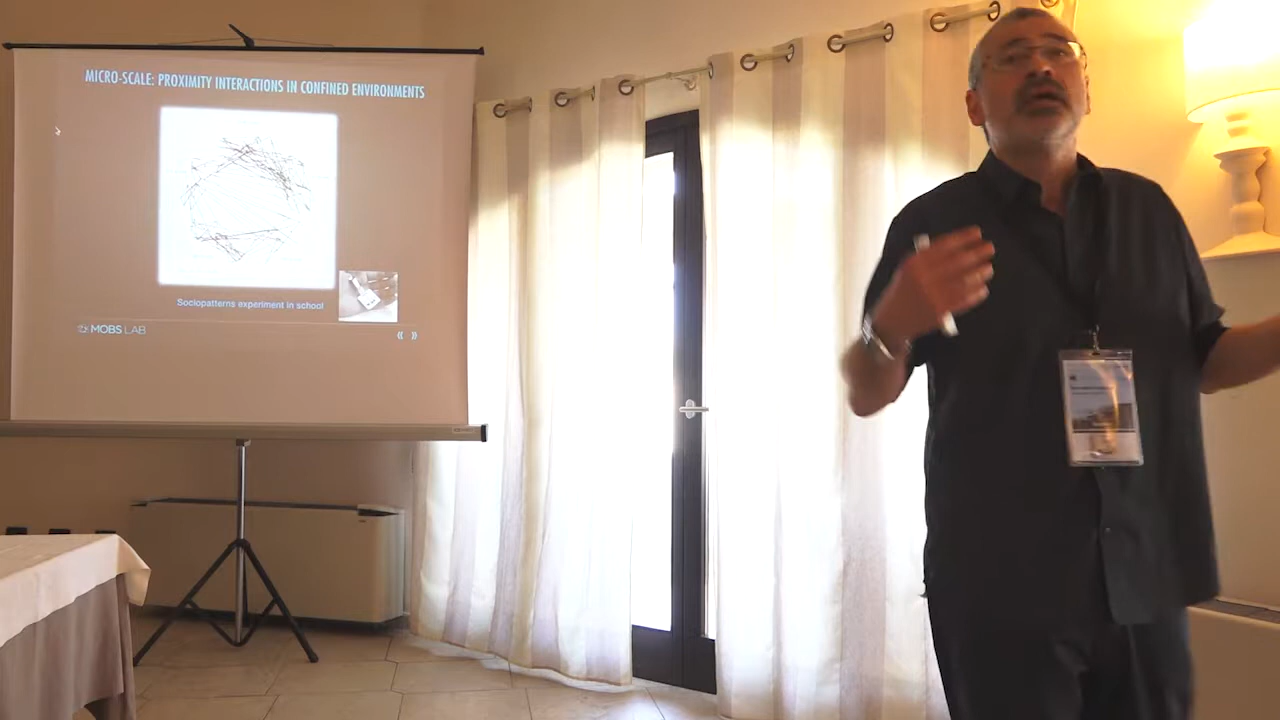 MICRO-SCALE: PROXIMITY INTERACTIONS IN CONFINED ENVIRONMENTS
Sociopatterns experiment in school
MOBS LAB
« »